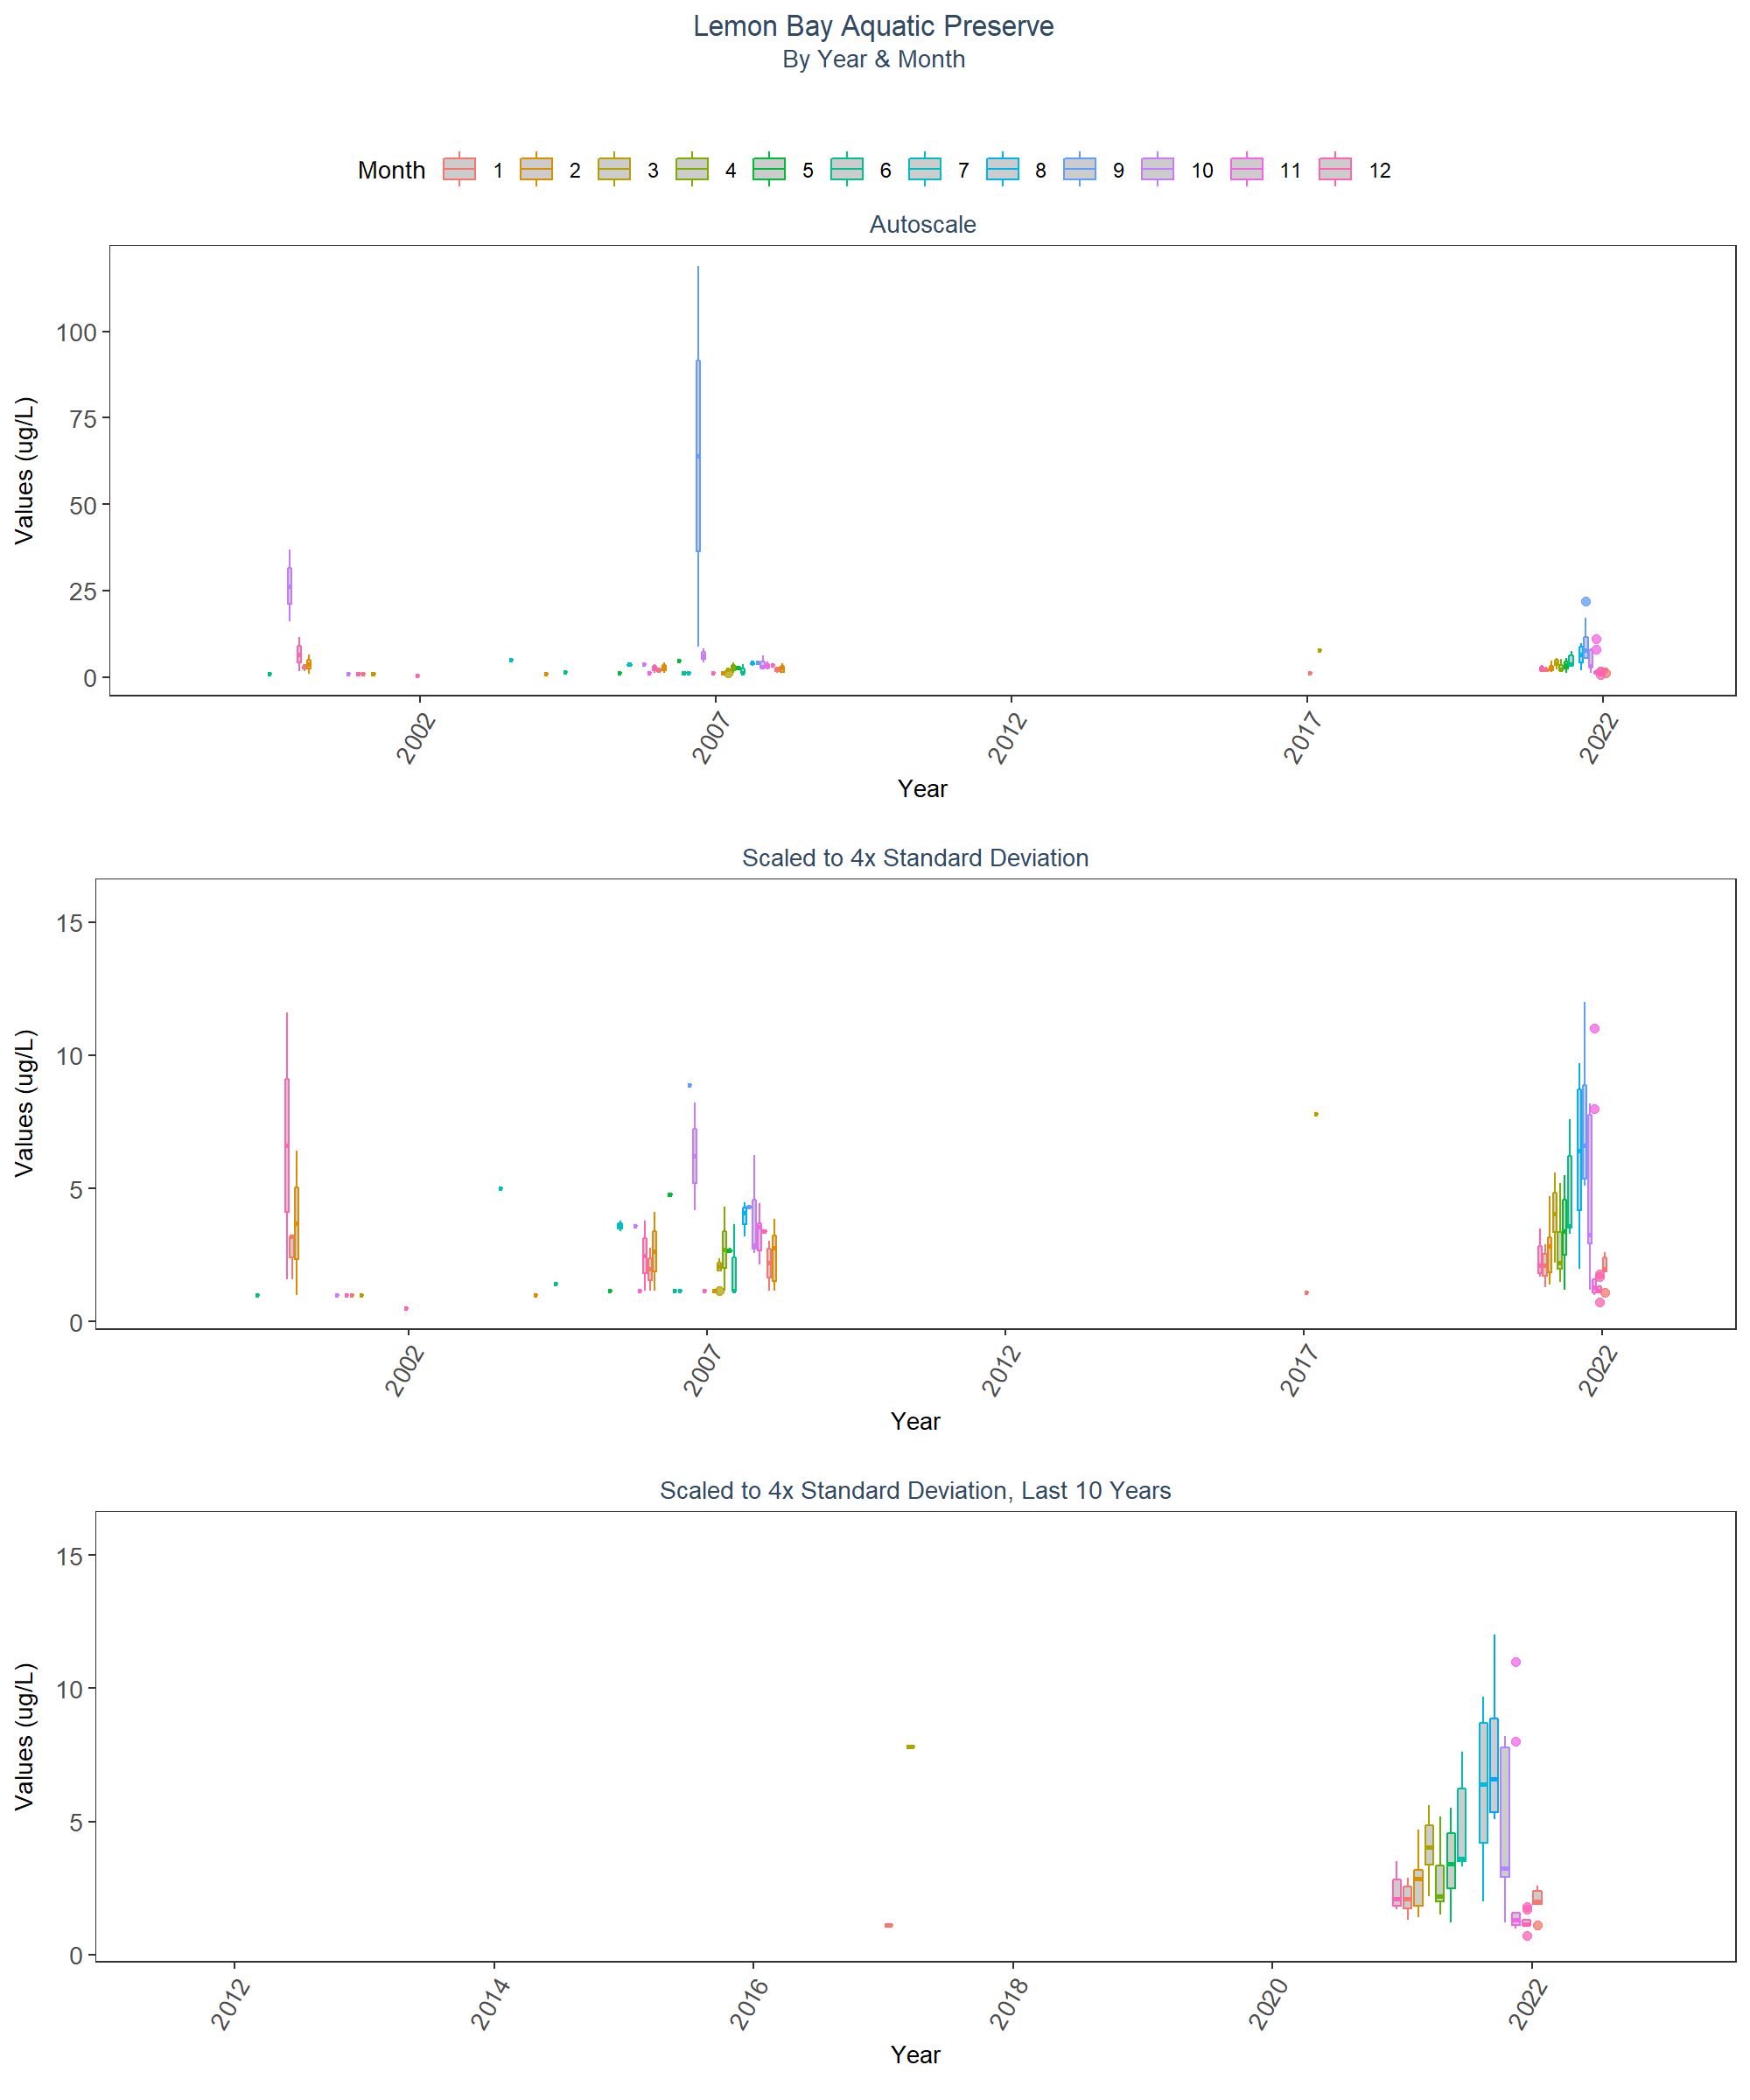 Lemon Bay Aquatic Preserve
By Year & Month
Month 1 2 3 4 5 6 7 8 9 10 11 12
Autoscale
Values (ug/L)
100
75
50
25
0
2002 2007 2012 2017 2022
Year
Scaled to 4x Standard Deviation
Values (ug/L)
15
10
5
0
2002 2007 2012 2017 2022
Year
Scaled to 4x Standard Deviation, Last 10 Years
Values (ug/L)
15
10
5
0
2012 2014 2016 2018 2020 2022
Year